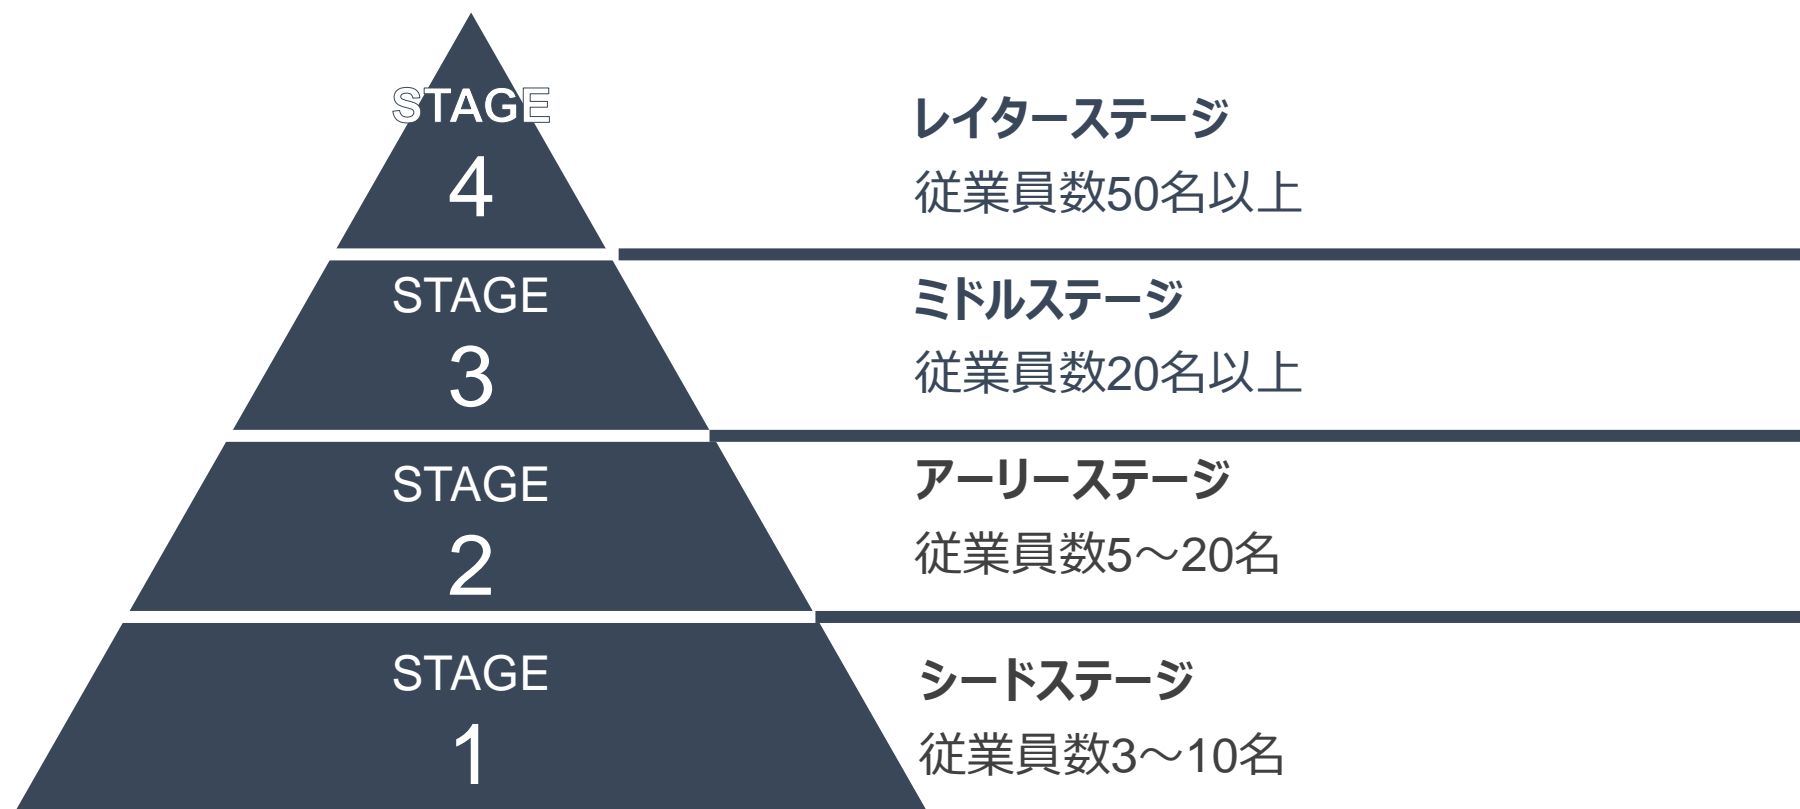 STAGE
4
レイターステージ
従業員数50名以上
STAGE
3
ミドルステージ
従業員数20名以上
STAGE
2
アーリーステージ
従業員数5～20名
STAGE
1
シードステージ
従業員数3～10名